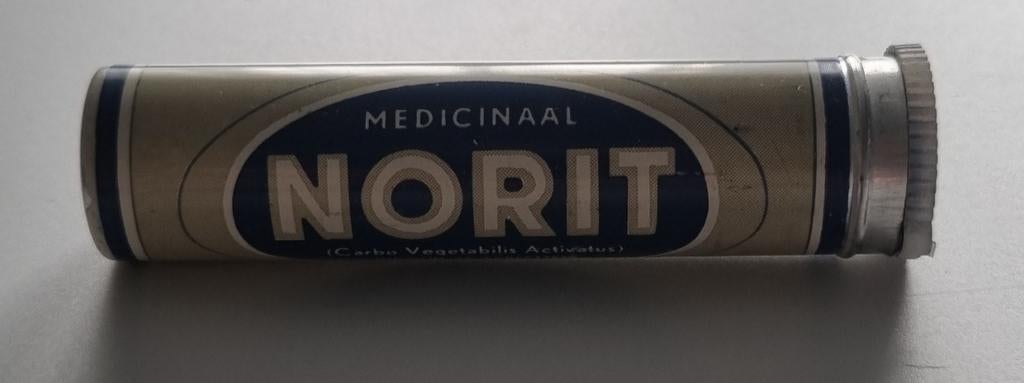 MEDICINAAL
NORIT
(Carbo Vegetabilis Activatus)